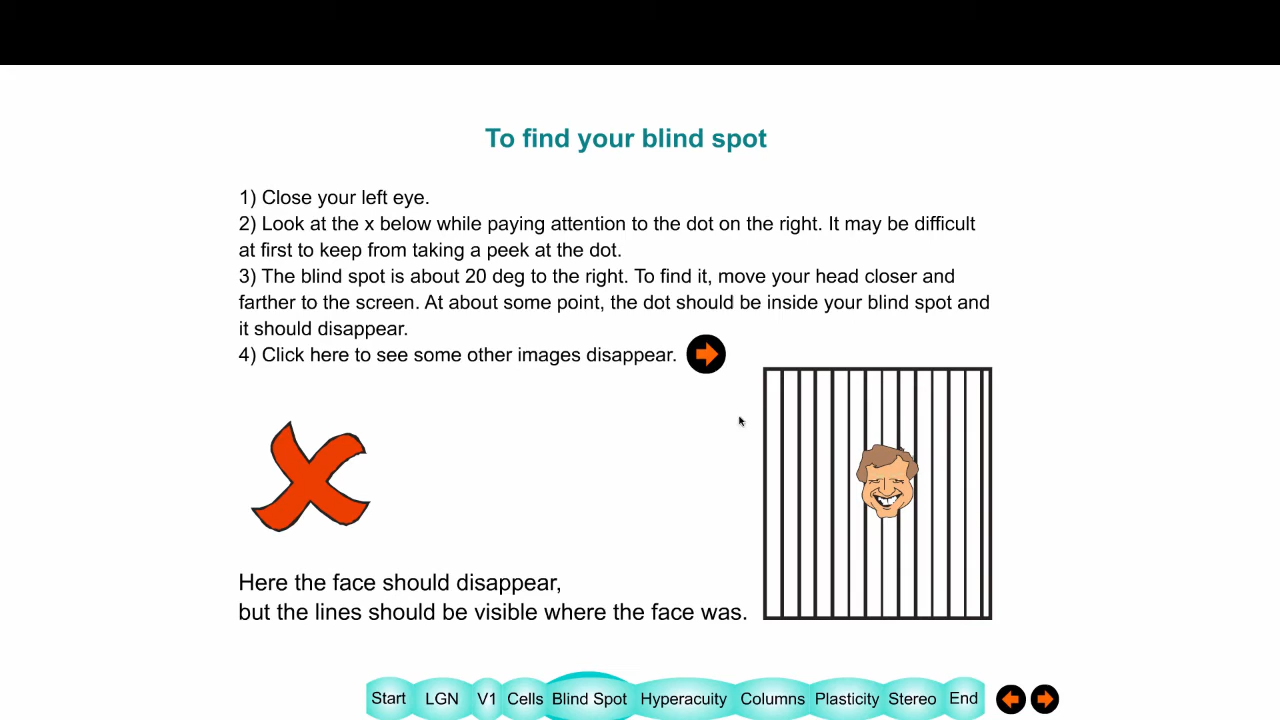 To find your blind spot
1) Close your left eye.
2) Look at the x below while paying attention to the dot on the right. It may be difficult
at first to keep from taking a peek at the dot.
3) The blind spot is about 20 deg to the right. To find it, move your head closer and
farther to the screen. At about some point, the dot should be inside your blind spot and
it should disappear.
4) Click here to see some other images disappear.
Here the face should disappear,
but the lines should be visible where the face was.
Start LGN V1 Cells Blind Spot Hyperacuity Columns Plasticity Stereo End